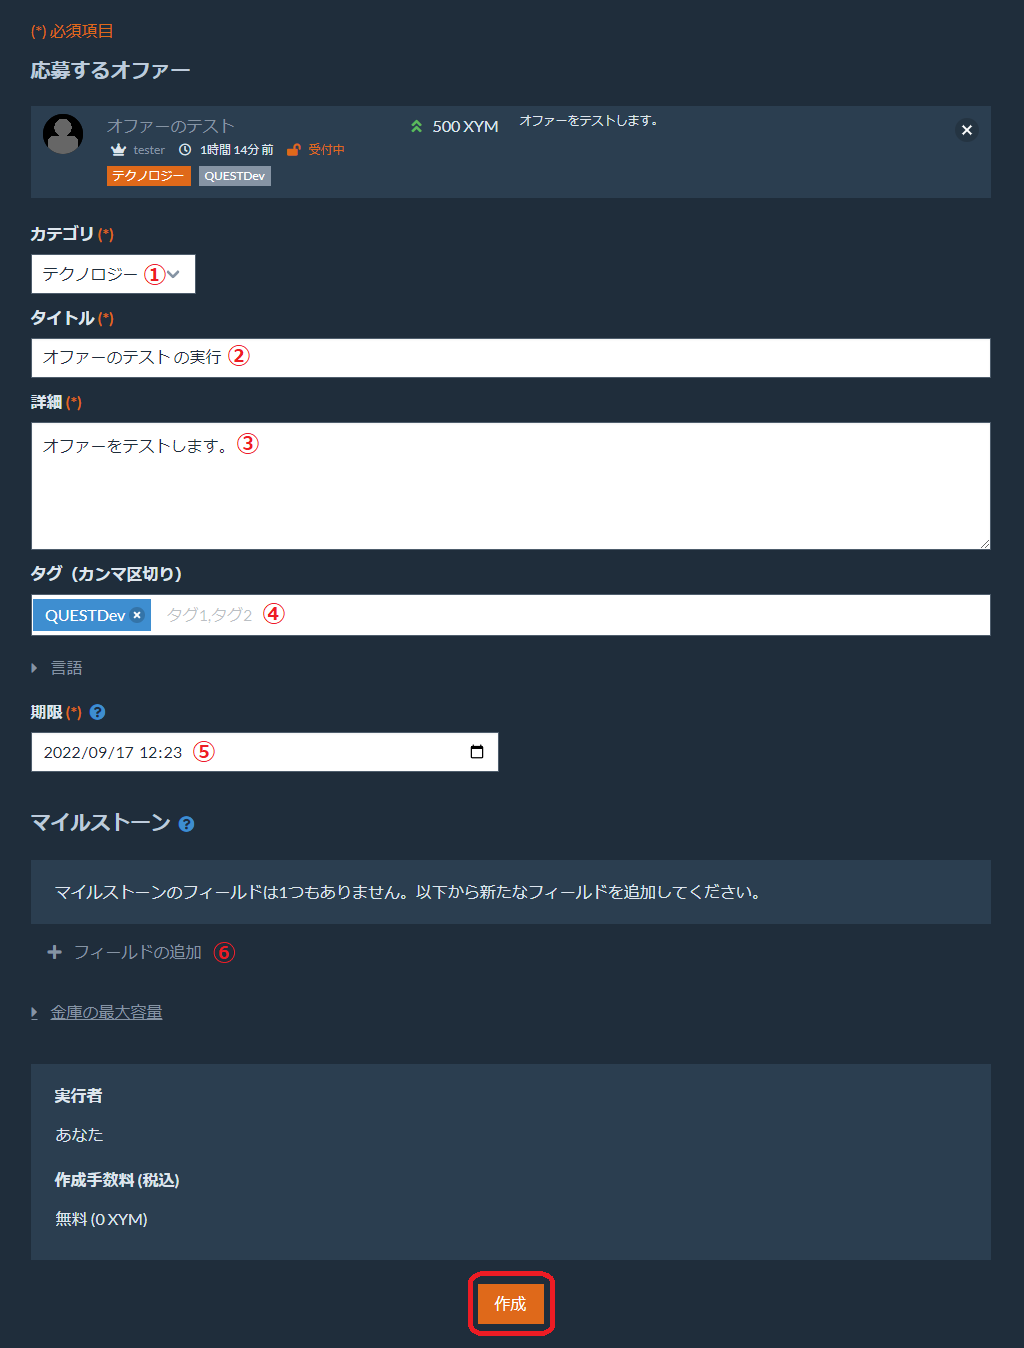 (*) 必須項目
応募するオファー
オファーのテスト
500 XYM
オファーをテストします。
tester 1時間 14分 前 受付中
テクノロジー QUESTDev
カテゴリ (*)
テクノロジー ①
タイトル (*)
オファーのテスト の実行 ②
詳細 (*)
オファーをテストします。 ③
タグ（カンマ区切り）
QUESTDev タグ1,タグ2 ④
言語
期限 (*)
2022/09/17 12:23 ⑤
マイルストーン
マイルストーンのフィールドは1つもありません。以下から新たなフィールドを追加してください。
フィールドの追加 ⑥
金庫の最大容量
実行者
あなた
作成手数料 (税込)
無料 (0 XYM)
作成